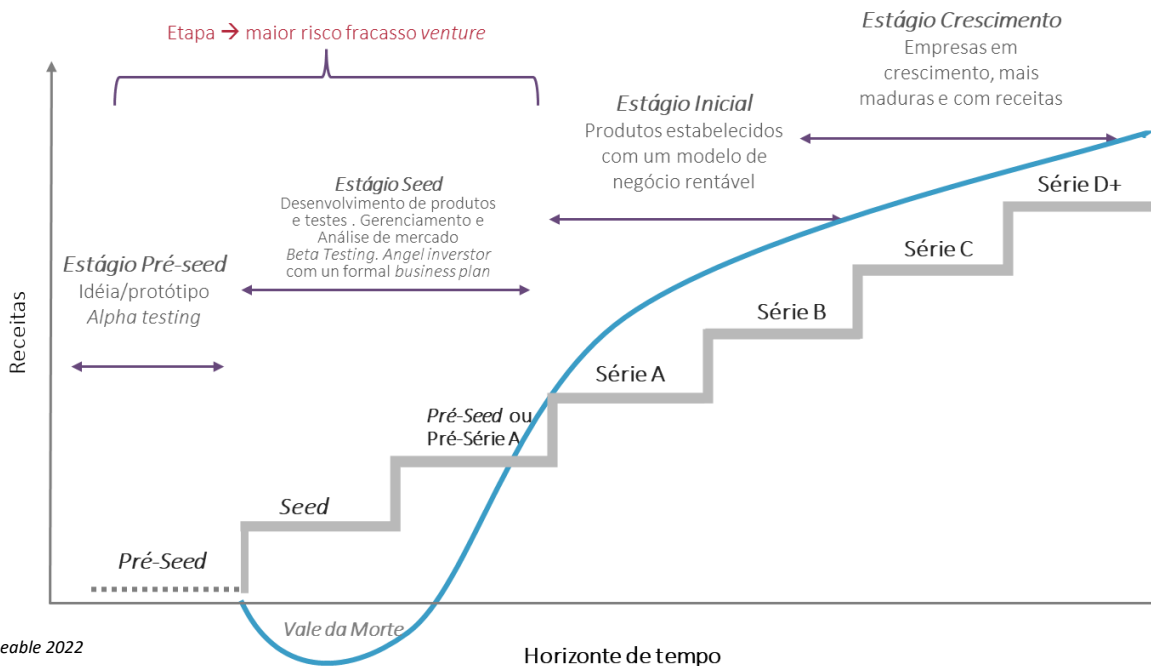 Etapa → maior risco fracasso venture
Estágio Crescimento
Empresas em
crescimento, mais
maduras e com receitas
Estágio Inicial
Produtos estabelecidos
com um modelo de
negócio rentável
Estágio Seed
Desenvolvimento de produtos
e testes . Gerenciamento e
Análise de mercado
Beta Testing. Angel inverstor
com un formal business plan
Estágio Pré-seed
Idéia/protótipo
Alpha testing
Receitas
Série D+
Série C
Série B
Série A
Pré-Seed ou
Pré-Série A
Seed
Pré-Seed
Vale da Morte
eable 2022
Horizonte de tempo